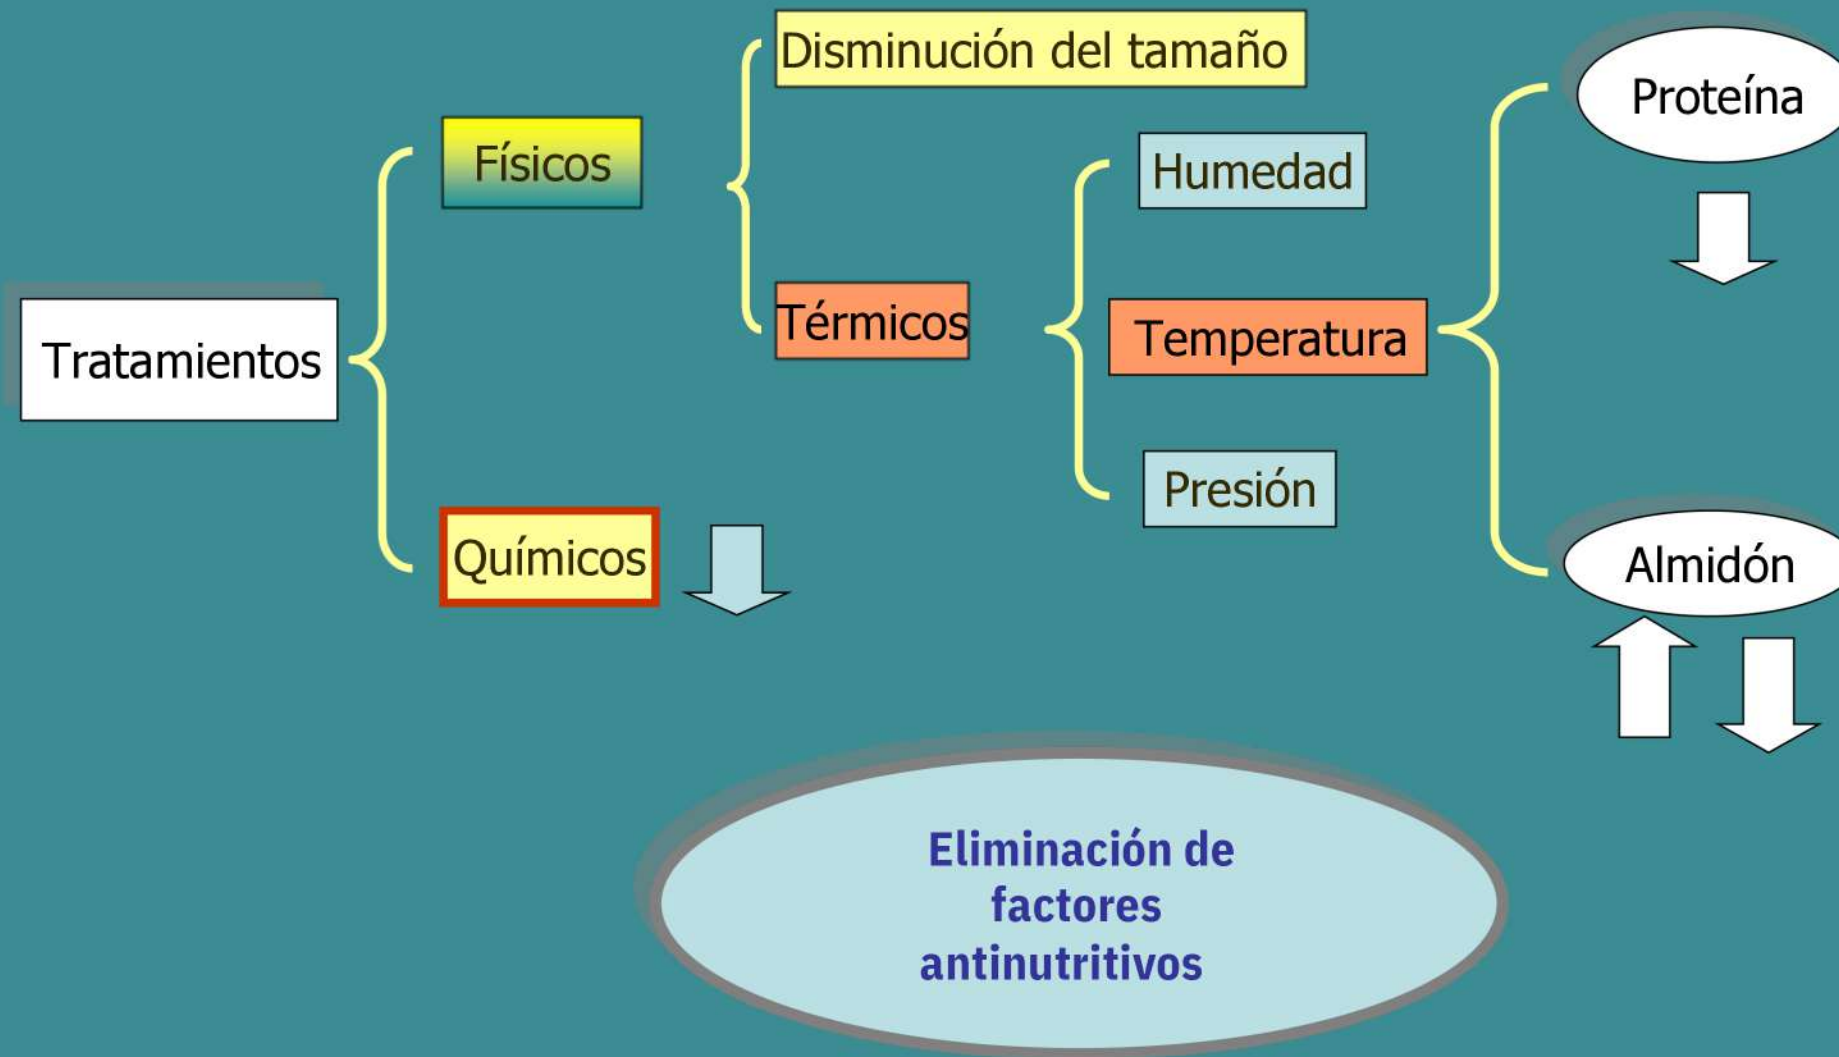 Disminución del tamaño
Proteína
Físicos
Humedad
Térmicos
Temperatura
Tratamientos
Presión
Químicos
Almidón
Eliminación de
factores
antinutritivos